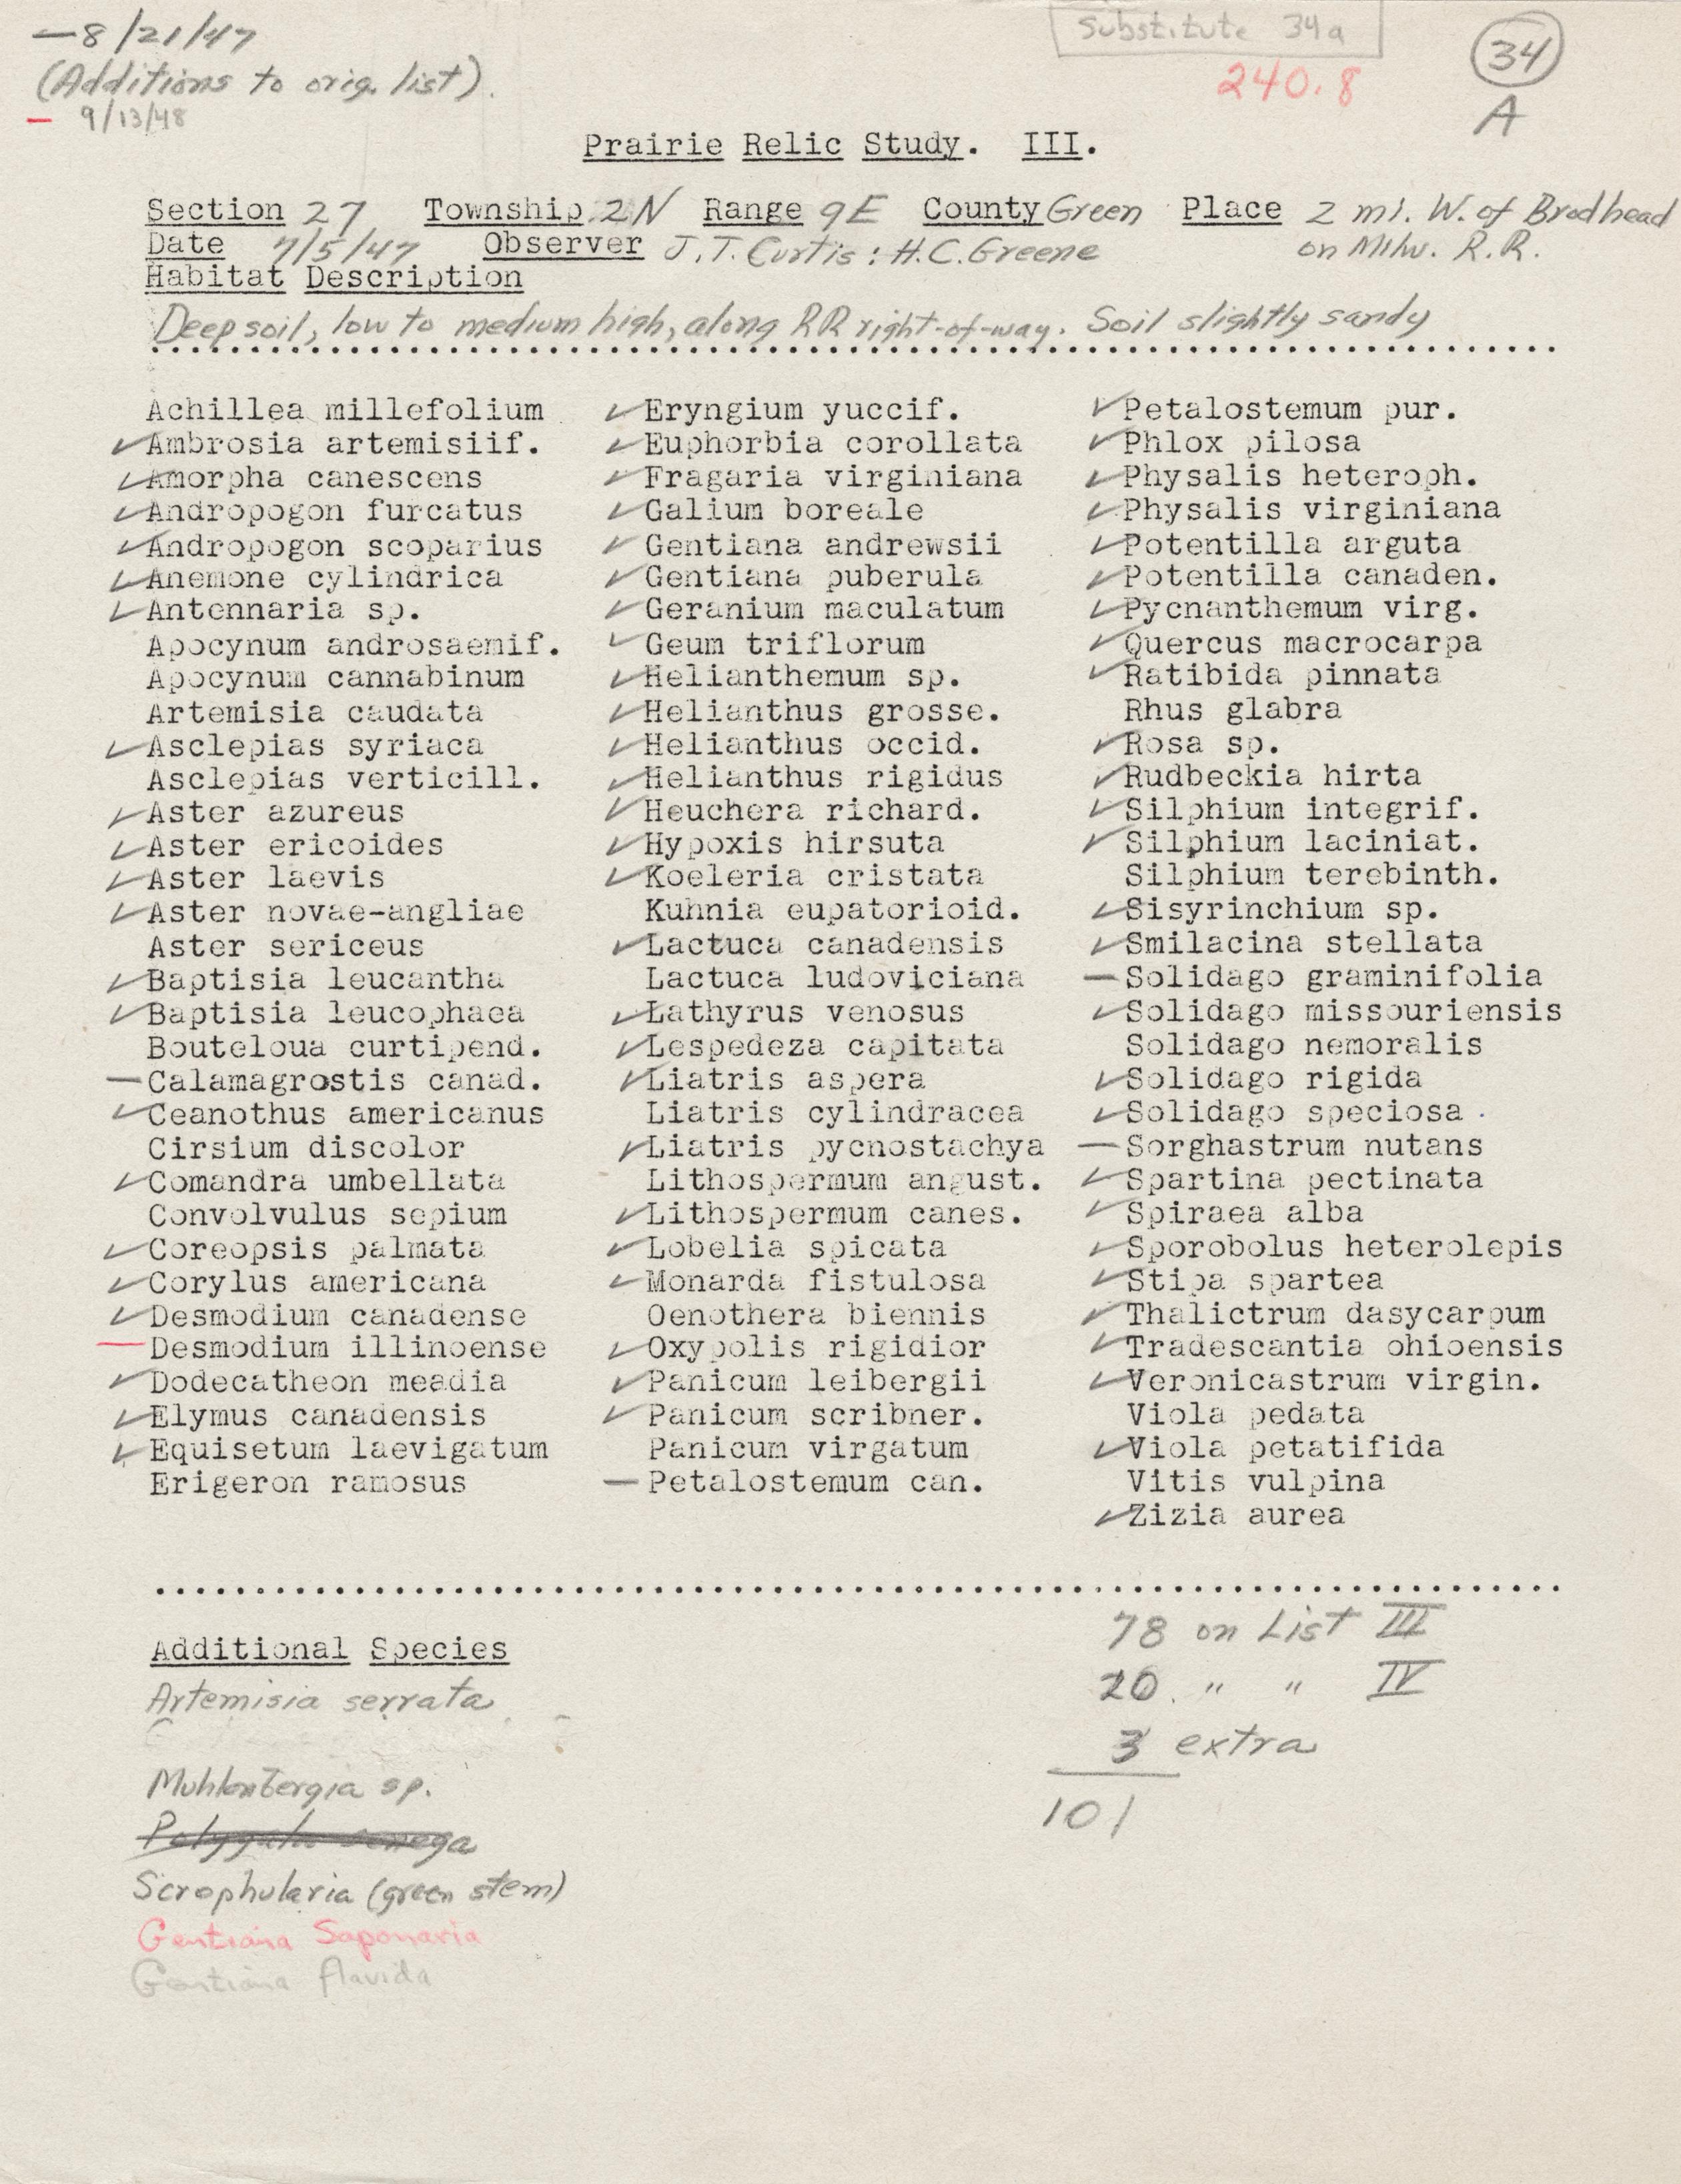 —8/21/47
(Additions to orig. list).
— 9/13/48
Substitute 34a
240.8
34
A
Prairie Relic Study. III.
Section 27 Township 2N Range 9E County Green Place 2 mi. W. of Brodhead
Date 7/5/47 Observer J.T. Curtis : H.C. Greene on Milw. R.R.
Habitat Description
Deep soil, low to medium high, along RR right-of-way. Soil slightly sandy
Achillea millefolium
✓Ambrosia artemisiif.
✓Amorpha canescens
✓Andropogon furcatus
✓Andropogon scoparius
✓Anemone cylindrica
✓Antennaria sp.
Apocynum androsaemif.
Apocynum cannabinum
Artemisia caudata
✓Asclepias syriaca
Asclepias verticill.
✓Aster azureus
✓Aster ericoides
✓Aster laevis
✓Aster novae-angliae
Aster sericeus
✓Baptisia leucantha
✓Baptisia leucophaea
Bouteloua curtipend.
—Calamagrostis canad.
✓Ceanothus americanus
Cirsium discolor
✓Comandra umbellata
Convolvulus sepium
✓Coreopsis palmata
✓Corylus americana
✓Desmodium canadense
—Desmodium illinoense
✓Dodecatheon meadia
✓Elymus canadensis
✓Equisetum laevigatum
Erigeron ramosus
✓Eryngium yuccif.
✓Euphorbia corollata
✓Fragaria virginiana
✓Galium boreale
✓Gentiana andrewsii
✓Gentiana puberula
✓Geranium maculatum
✓Geum triflorum
✓Helianthemum sp.
✓Helianthus grosse.
✓Helianthus occid.
✓Helianthus rigidus
✓Heuchera richard.
✓Hypoxis hirsuta
✓Koeleria cristata
Kuhnia eupatorioid.
✓Lactuca canadensis
Lactuca ludoviciana
✓Lathyrus venosus
✓Lespedeza capitata
✓Liatris aspera
Liatris cylindracea
✓Liatris pycnostachya
Lithospermum angust.
✓Lithospermum canes.
✓Lobelia spicata
✓Monarda fistulosa
Oenothera biennis
✓Oxypolis rigidior
✓Panicum leibergii
✓Panicum scribner.
Panicum virgatum
—Petalostemum can.
✓Petalostemum pur.
✓Phlox pilosa
✓Physalis heteroph.
✓Physalis virginiana
✓Potentilla arguta
✓Potentilla canaden.
✓Pycnanthemum virg.
✓Quercus macrocarpa
✓Ratibida pinnata
Rhus glabra
✓Rosa sp.
✓Rudbeckia hirta
✓Silphium integrif.
✓Silphium laciniat.
Silphium terebinth.
✓Sisyrinchium sp.
✓Smilacina stellata
—Solidago graminifolia
✓Solidago missouriensis
Solidago nemoralis
✓Solidago rigida
✓Solidago speciosa
—Sorghastrum nutans
✓Spartina pectinata
✓Spiraea alba
✓Sporobolus heterolepis
✓Stipa spartea
✓Thalictrum dasycarpum
✓Tradescantia ohioensis
✓Veronicastrum virgin.
Viola pedata
✓Viola petatifida
Vitis vulpina
✓Zizia aurea
Additional Species
Artemisia serrata
Muhlenbergia sp.
Polygala senega
Scrophularia (green stem)
Gentiana Saponaria
Gentiana flavida
78 on List III
20 " " IV
3 extra
101